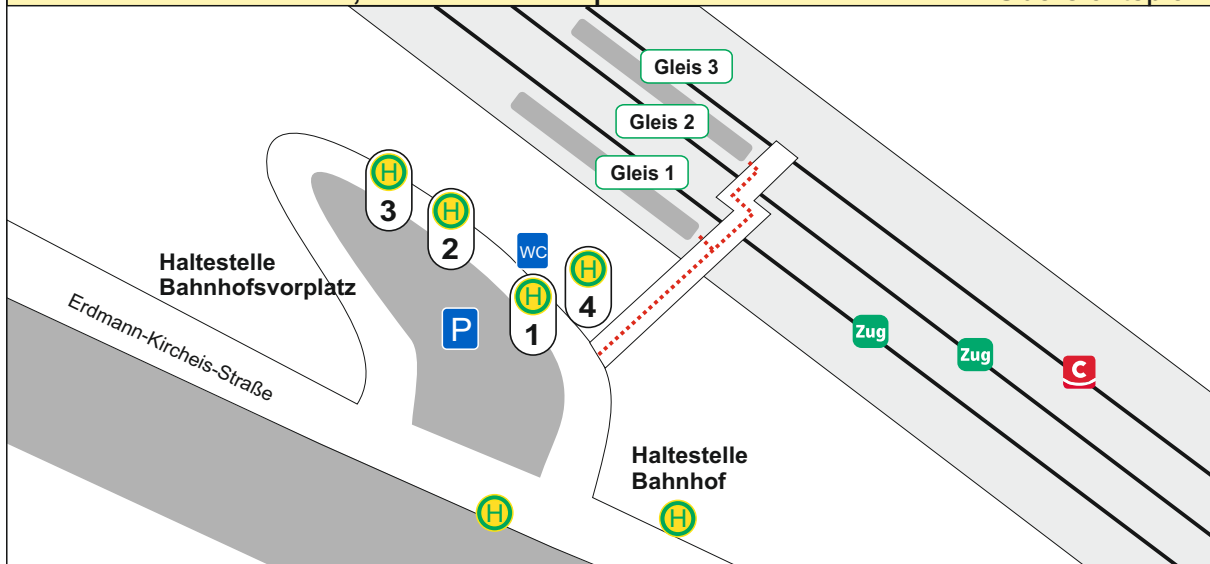 Gleis 3
Gleis 2
Gleis 1
H
3
H
2
WC
H
4
H
1
Haltestelle
Bahnhofsvorplatz
Erdmann-Kircheis-Straße
P
Zug
Zug
C
Haltestelle
Bahnhof
H
H